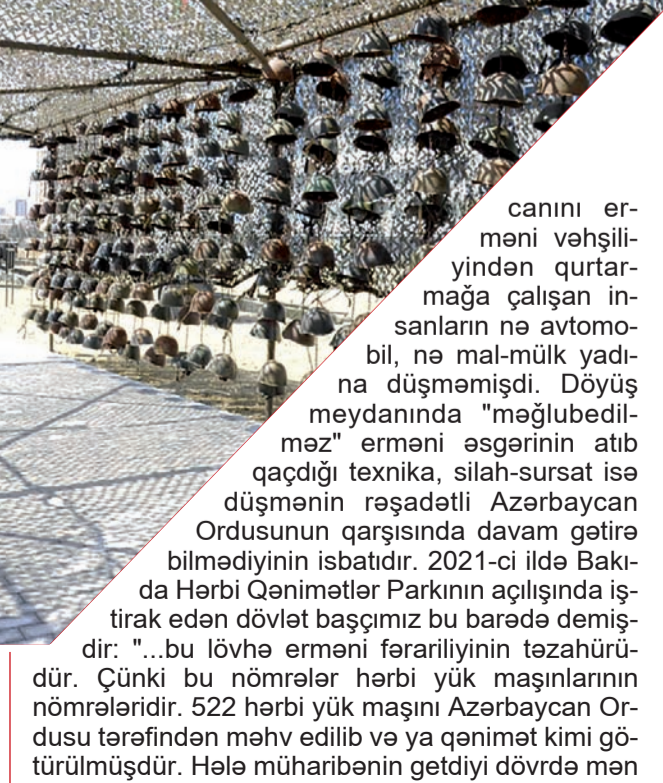 canını er-
məni vəhşili-
yindən qurtar-
mağa çalışan in-
sanların nə avtomo-
bil, nə mal-mülk yadı-
na düşməmişdi. Döyüş
meydanında "məğlubedil-
məz" erməni əsgərinin atıb
qaçdığı texnika, silah-sursat isə
düşmənin rəşadətli Azərbaycan
Ordusunun qarşısında davam gətirə
bilmədiyinin isbatıdır. 2021-ci ildə Bakı-
da Hərbi Qənimətlər Parkının açılışında iş-
tirak edən dövlət başçımız bu barədə demiş-
dir: "...bu lövhə erməni fərariliyinin təzahürü-
dür. Çünki bu nömrələr hərbi yük maşınlarının
nömrələridir. 522 hərbi yük maşını Azərbaycan Or-
dusu tərəfindən məhv edilib və ya qənimət kimi gö-
türülmüşdür. Hələ müharibənin getdiyi dövrdə mən